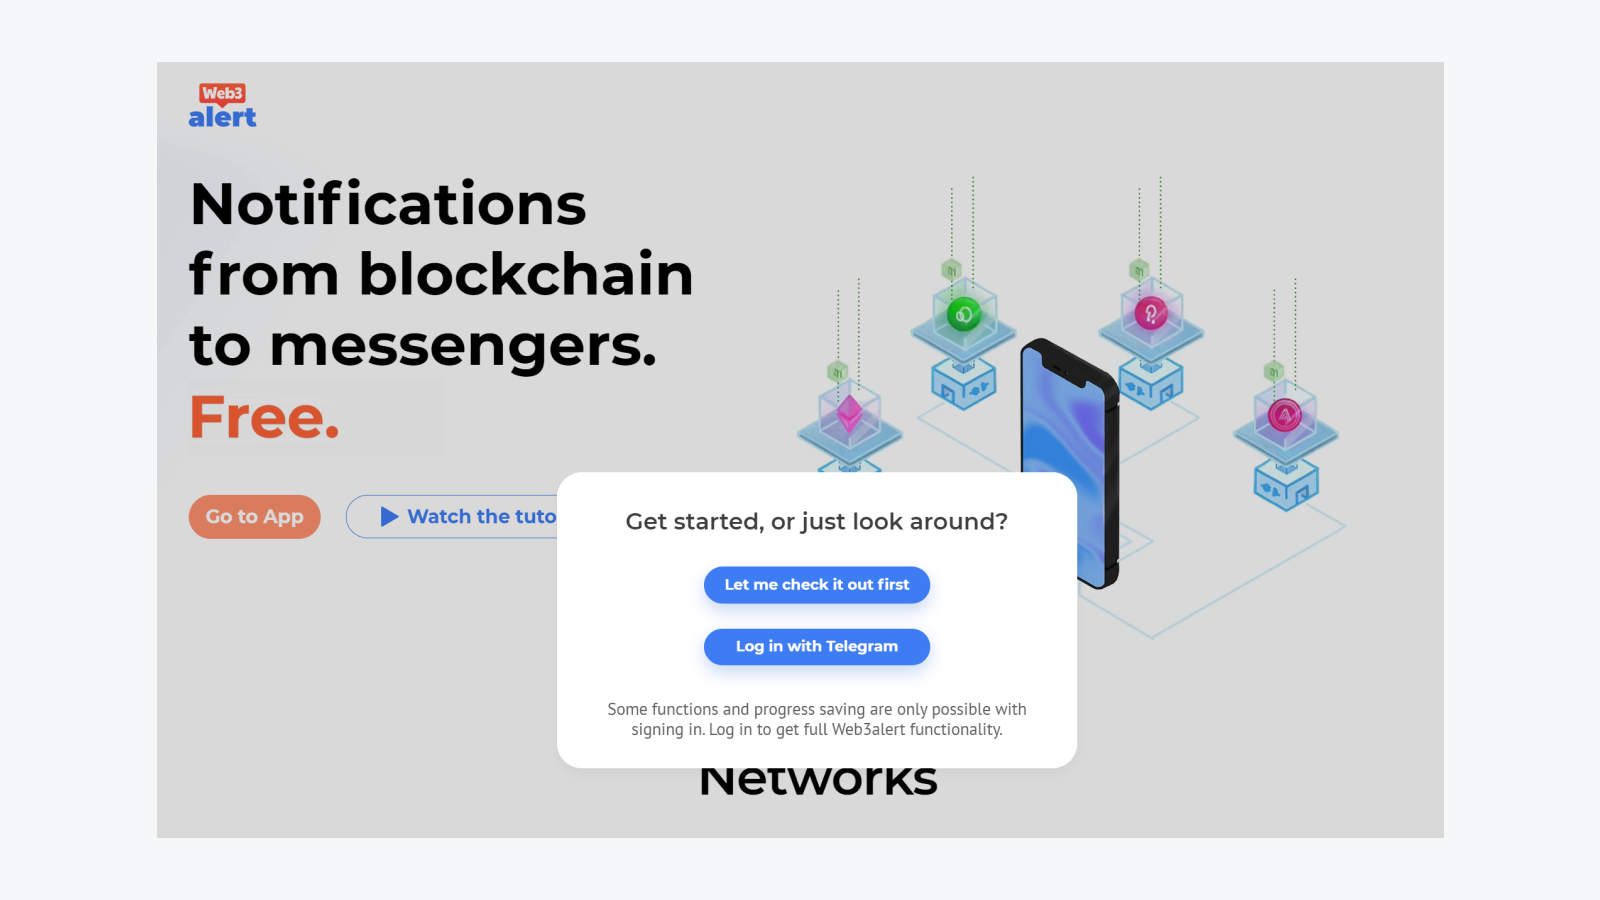 Web3
alert
Notifications
from blockchain
to messengers.
Free.
Go to App
Watch the tuto
Get started, or just look around?
Let me check it out first
Log in with Telegram
Some functions and progress saving are only possible with
signing in. Log in to get full Web3alert functionality.
Networks